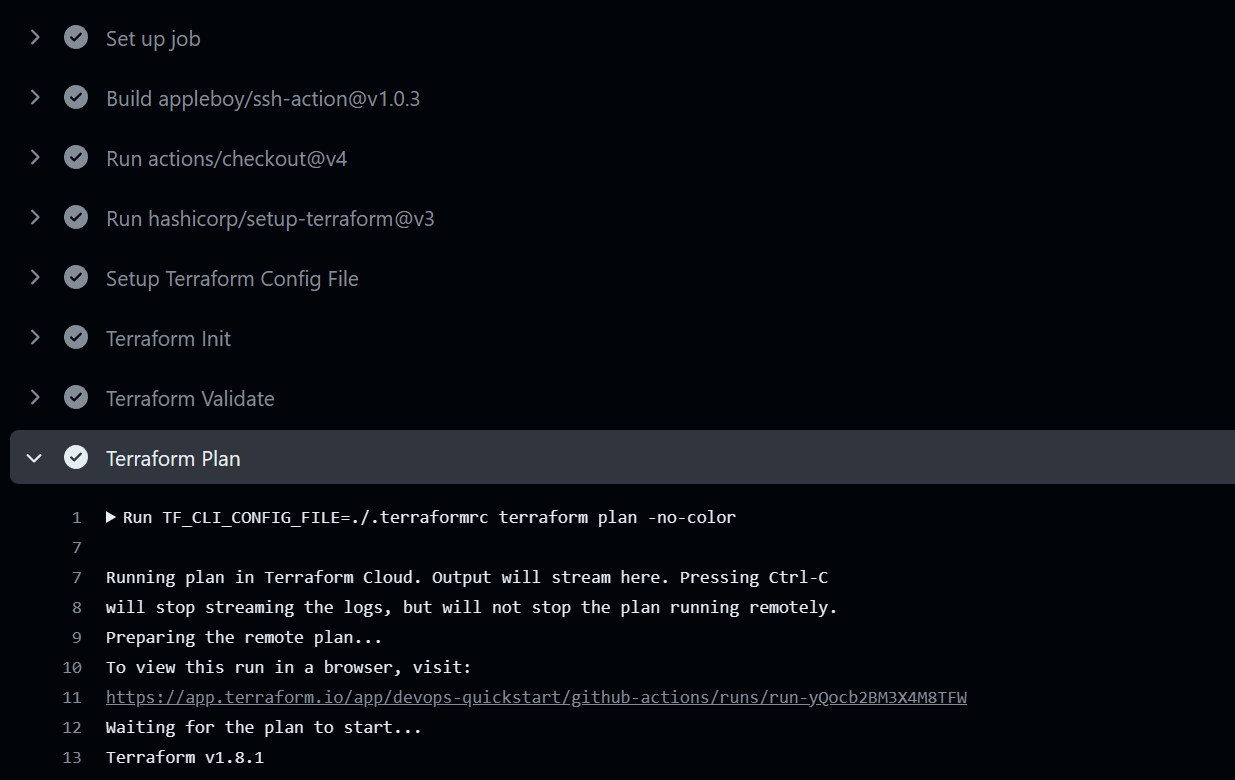 Set up job
Build appleboy/ssh-action@v1.0.3
Run actions/checkout@v4
Run hashicorp/setup-terraform@v3
Setup Terraform Config File
Terraform Init
Terraform Validate
Terraform Plan
1 Run TF_CLI_CONFIG_FILE=./.terraformrc terraform plan -no-color
7
7 Running plan in Terraform Cloud. Output will stream here. Pressing Ctrl-C
8 will stop streaming the logs, but will not stop the plan running remotely.
9 Preparing the remote plan...
10 To view this run in a browser, visit:
11 https://app.terraform.io/app/devops-quickstart/github-actions/runs/run-yQocb2BM3X4M8TFW
12 Waiting for the plan to start...
13 Terraform v1.8.1